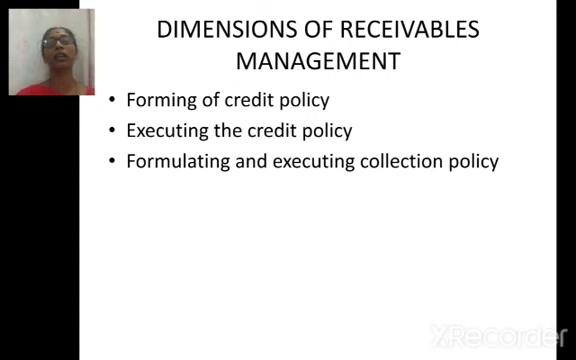 DIMENSIONS OF RECEIVABLES
MANAGEMENT
• Forming of credit policy
• Executing the credit policy
• Formulating and executing collection policy
XRecorder